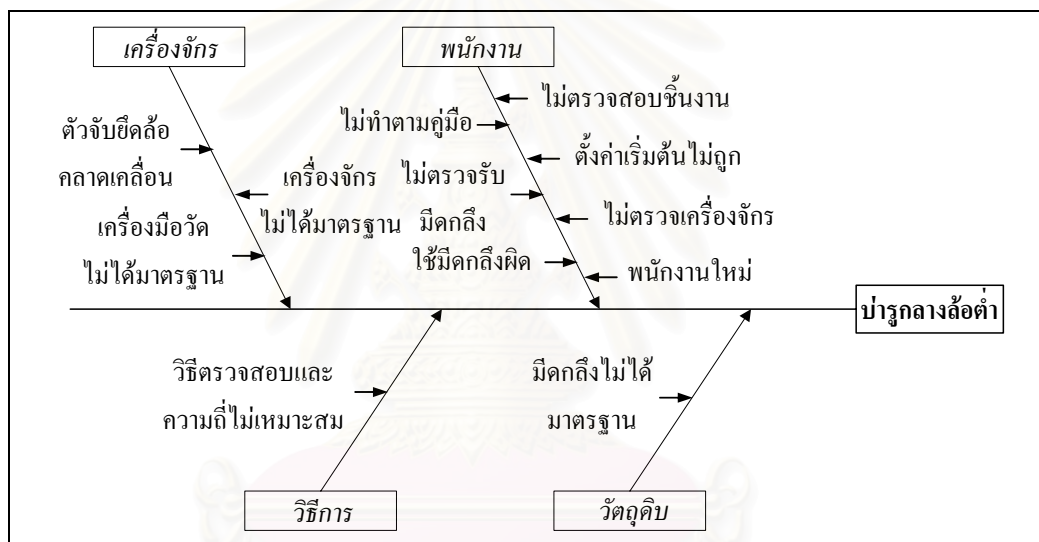 เครื่องจักร
พนักงาน
ไม่ตรวจสอบชิ้นงาน
ไม่ทำตามคู่มือ
ตัวจับยึดล้อ
คลาดเคลื่อน
ตั้งค่าเริ่มต้นไม่ถูก
เครื่องจักร
ไม่ได้มาตรฐาน
ไม่ตรวจรับ
มีดกลึง
เครื่องมือวัด
ไม่ได้มาตรฐาน
ไม่ตรวจเครื่องจักร
ใช้มีดกลึงผิด
พนักงานใหม่
บ่ารูกลางล้อต่ำ
วิธีตรวจสอบและ
ความถี่ไม่เหมาะสม
มีดกลึงไม่ได้
มาตรฐาน
วิธีการ
วัตถุดิบ